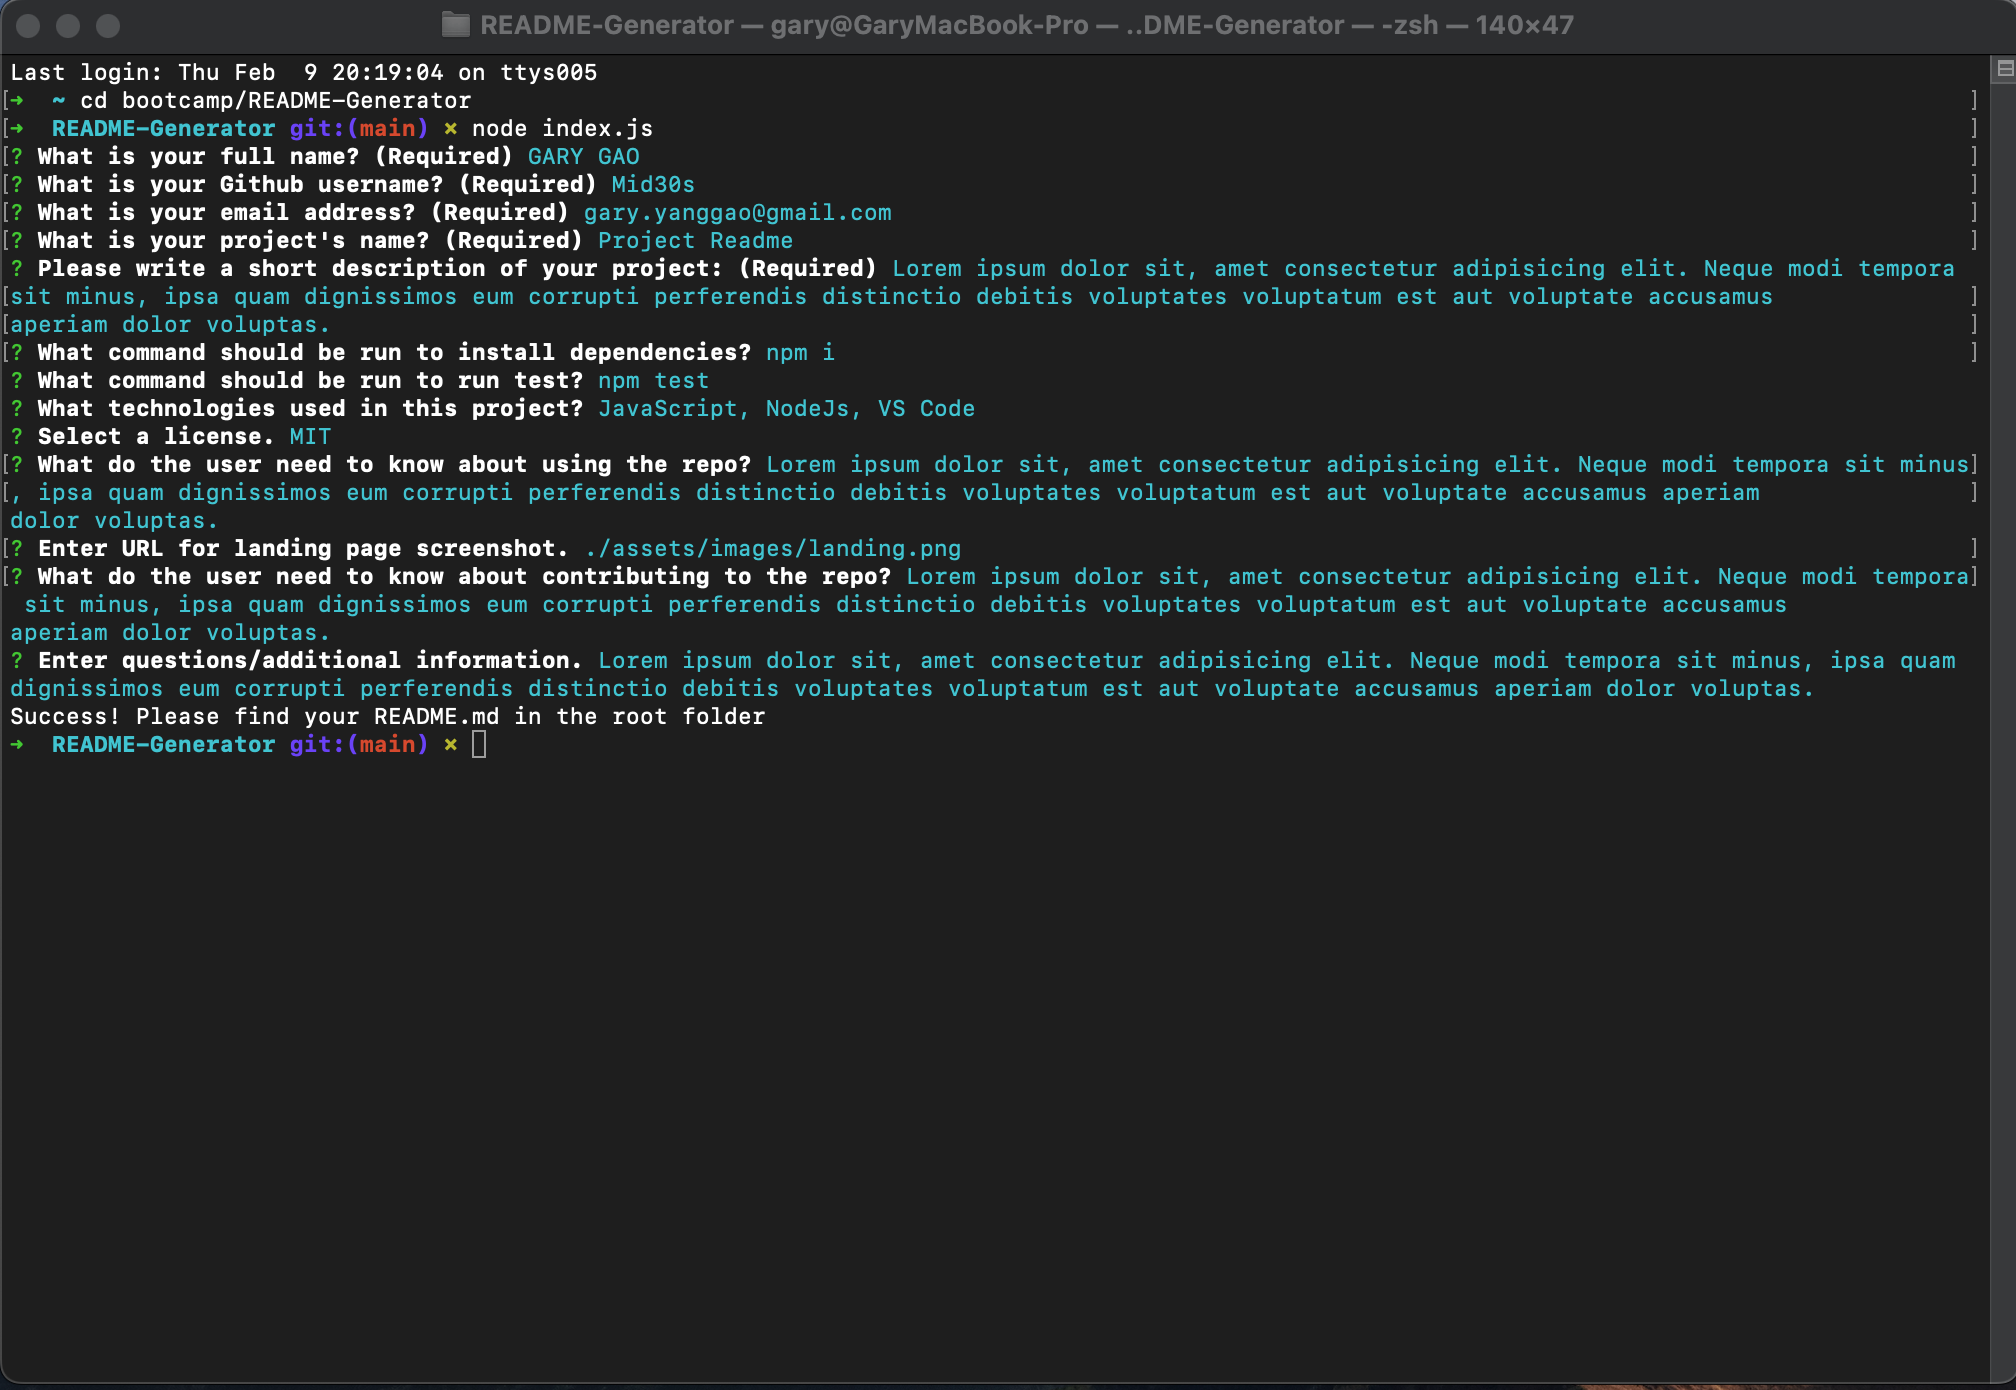 README-Generator — gary@GaryMacBook-Pro — ..DME-Generator — -zsh — 140×47
Last login: Thu Feb  9 20:19:04 on ttys005
[➜  ~ cd bootcamp/README-Generator ]
[➜  README-Generator git:(main) ✗ node index.js ]
[? What is your full name? (Required) GARY GAO ]
[? What is your Github username? (Required) Mid30s ]
[? What is your email address? (Required) gary.yanggao@gmail.com ]
[? What is your project's name? (Required) Project Readme ]
? Please write a short description of your project: (Required) Lorem ipsum dolor sit, amet consectetur adipisicing elit. Neque modi tempora
[sit minus, ipsa quam dignissimos eum corrupti perferendis distinctio debitis voluptates voluptatum est aut voluptate accusamus ]
[aperiam dolor voluptas. ]
[? What command should be run to install dependencies? npm i ]
? What command should be run to run test? npm test
? What technologies used in this project? JavaScript, NodeJs, VS Code
? Select a license. MIT
[? What do the user need to know about using the repo? Lorem ipsum dolor sit, amet consectetur adipisicing elit. Neque modi tempora sit minus]
[, ipsa quam dignissimos eum corrupti perferendis distinctio debitis voluptates voluptatum est aut voluptate accusamus aperiam ]
dolor voluptas.
[? Enter URL for landing page screenshot. ./assets/images/landing.png ]
[? What do the user need to know about contributing to the repo? Lorem ipsum dolor sit, amet consectetur adipisicing elit. Neque modi tempora]
 sit minus, ipsa quam dignissimos eum corrupti perferendis distinctio debitis voluptates voluptatum est aut voluptate accusamus
aperiam dolor voluptas.
? Enter questions/additional information. Lorem ipsum dolor sit, amet consectetur adipisicing elit. Neque modi tempora sit minus, ipsa quam
dignissimos eum corrupti perferendis distinctio debitis voluptates voluptatum est aut voluptate accusamus aperiam dolor voluptas.
Success! Please find your README.md in the root folder
➜  README-Generator git:(main) ✗